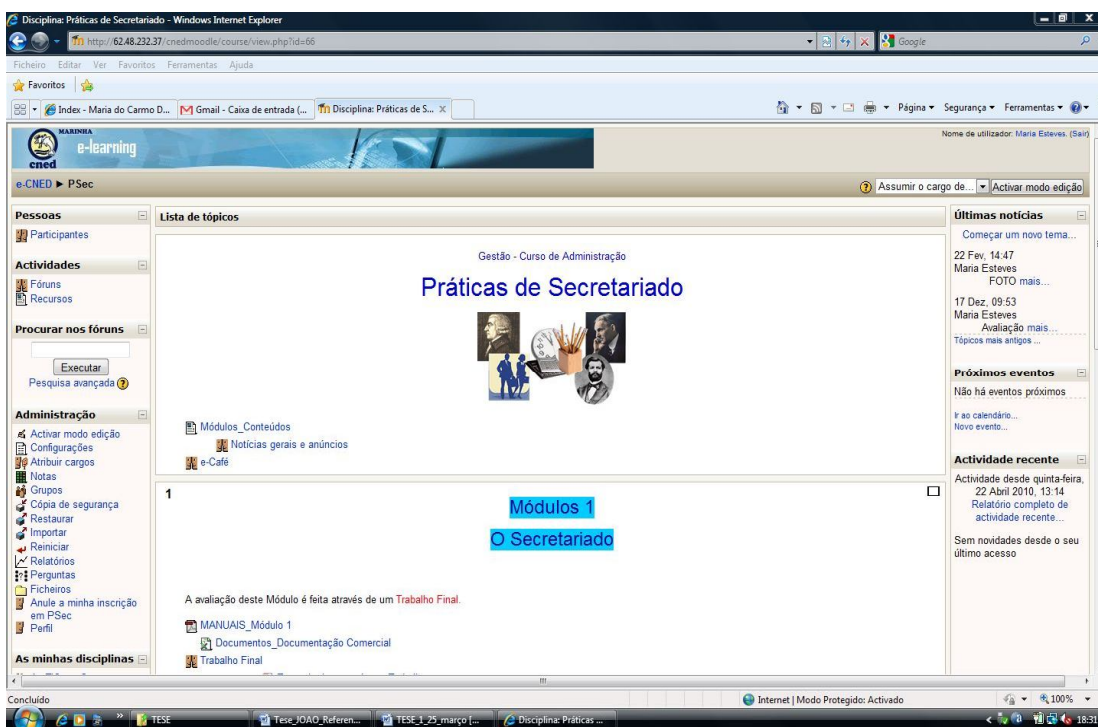 Disciplina: Práticas de Secretariado - Windows Internet Explorer
http://62.48.232.37/cnedmoodle/course/view.php?id=66
Google
Ficheiro Editar Ver Favoritos Ferramentas Ajuda
Favoritos
Index - Maria do Carmo D... Gmail - Caixa de entrada (... Disciplina: Práticas de S... X
Página Segurança Ferramentas
MARINHA
e-learning
cned
Nome de utilizador: Maria Esteves. (Sair)
e-CNED ► PSec
Assumir o cargo de... Activar modo edição
Pessoas
Participantes
Actividades
Fóruns
Recursos
Procurar nos fóruns
Executar
Pesquisa avançada
Administração
Activar modo edição
Configurações
Atribuir cargos
Notas
Grupos
Cópia de segurança
Restaurar
Importar
Reiniciar
Relatórios
Perguntas
Ficheiros
Anule a minha inscrição
em PSec
Perfil
As minhas disciplinas
Lista de tópicos
Gestão - Curso de Administração
Práticas de Secretariado
Módulos_Conteúdos
Notícias gerais e anúncios
e-Café
1
Módulos 1
O Secretariado
A avaliação deste Módulo é feita através de um Trabalho Final.
MANUAIS_Módulo 1
Documentos_Documentação Comercial
Trabalho Final
Últimas notícias
Começar um novo tema...
22 Fev, 14:47
Maria Esteves
FOTO mais...
17 Dez, 09:53
Maria Esteves
Avaliação mais...
Tópicos mais antigos ...
Próximos eventos
Não há eventos próximos
Ir ao calendário...
Novo evento...
Actividade recente
Actividade desde quinta-feira,
22 Abril 2010, 13:14
Relatório completo de
actividade recente...
Sem novidades desde o seu
último acesso
Concluído
Internet | Modo Protegido: Activado
100%
TESE
Tese_JOAO_Referen...
TESE_1_25_março [...
Disciplina: Práticas ...
18:31